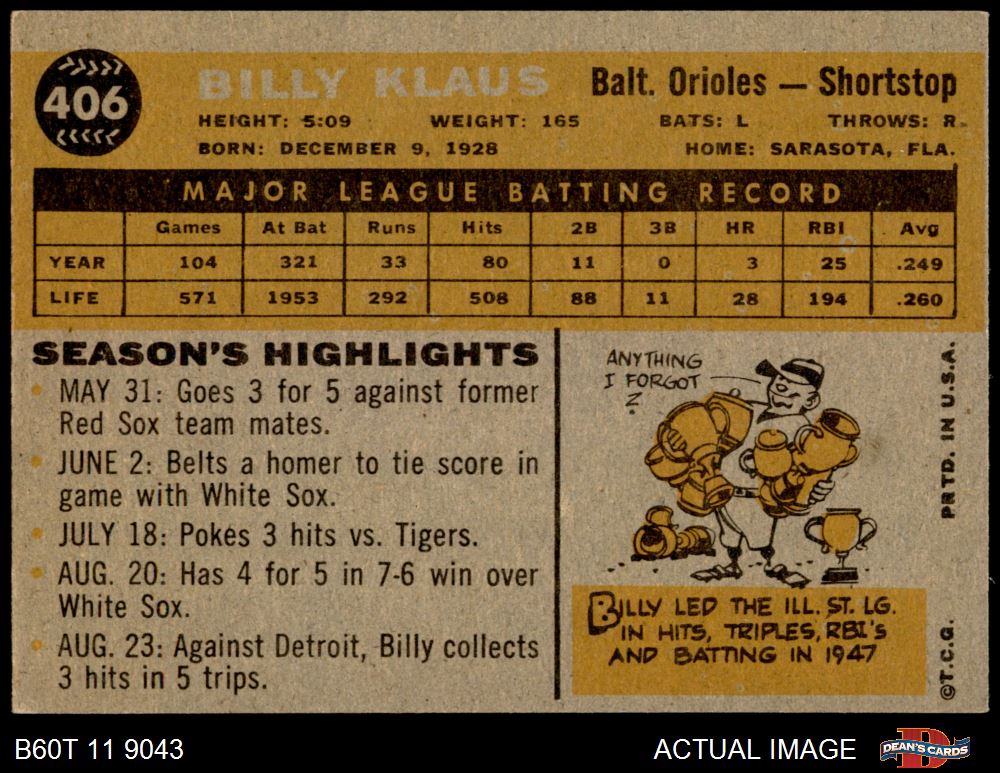 406
BILLY KLAUS Balt. Orioles — Shortstop
HEIGHT: 5:09 WEIGHT: 165 BATS: L THROWS: R.
BORN: DECEMBER 9, 1928 HOME: SARASOTA, FLA.
MAJOR LEAGUE BATTING RECORD
Games At Bat Runs Hits 2B 3B HR RBI Avg
YEAR 104 321 33 80 11 0 3 25 .249
LIFE 571 1953 292 508 88 11 28 194 .260
SEASON'S HIGHLIGHTS
MAY 31: Goes 3 for 5 against former
Red Sox team mates.
JUNE 2: Belts a homer to tie score in
game with White Sox.
JULY 18: Pokes 3 hits vs. Tigers.
AUG. 20: Has 4 for 5 in 7-6 win over
White Sox.
AUG. 23: Against Detroit, Billy collects
3 hits in 5 trips.
ANYTHING
I FORGOT
?
BILLY LED THE ILL. ST. LG.
IN HITS, TRIPLES, RBI'S
AND BATTING IN 1947
©T.C.G. PRTD. IN U.S.A.
B60T 11 9043 ACTUAL IMAGE DEAN'S CARDS